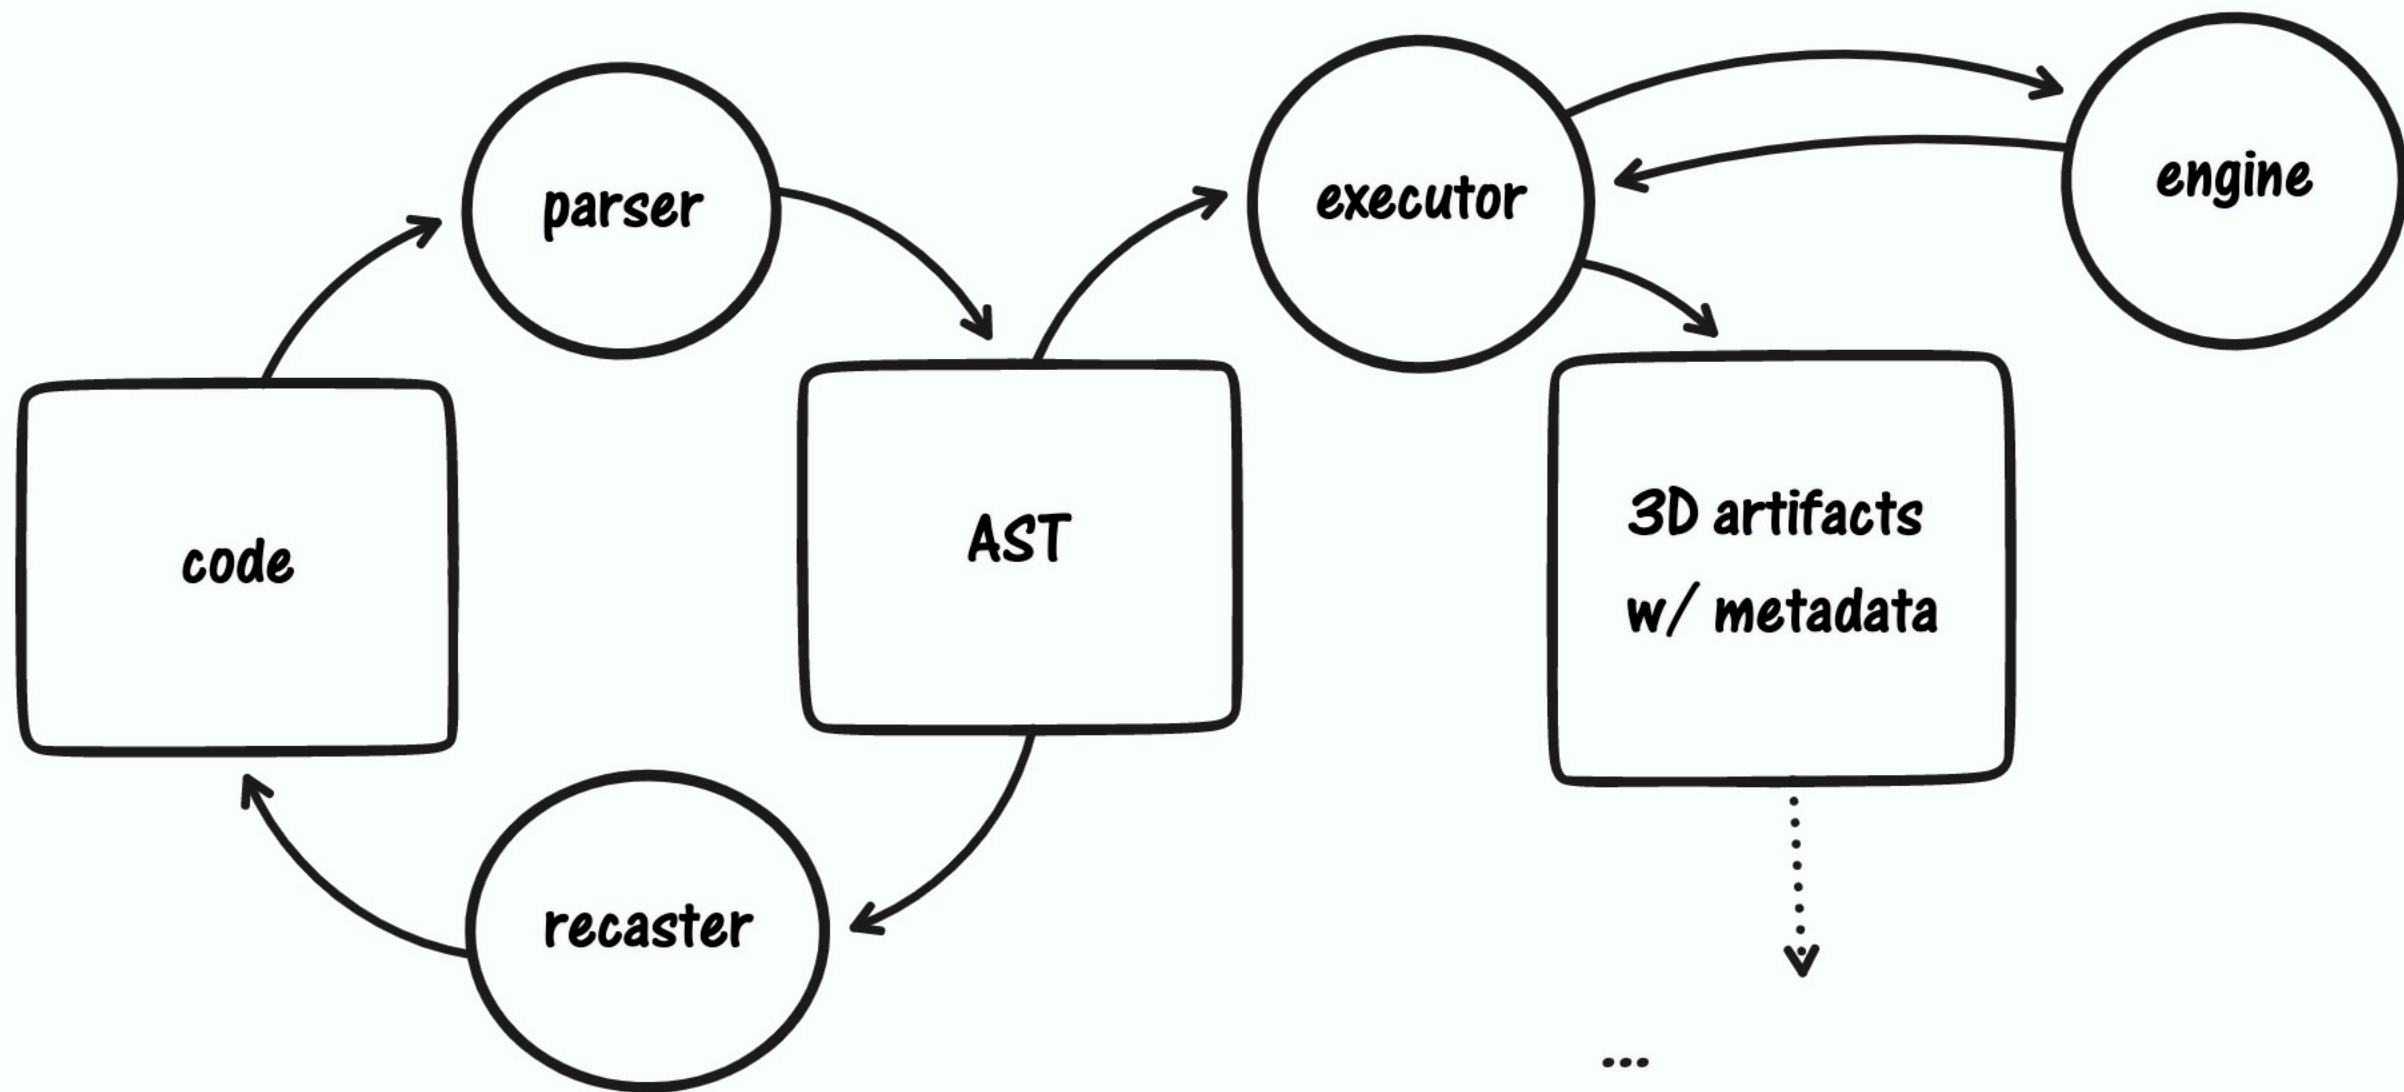 parser
executor
engine
code
AST
3D artifacts
w/ metadata
recaster
...